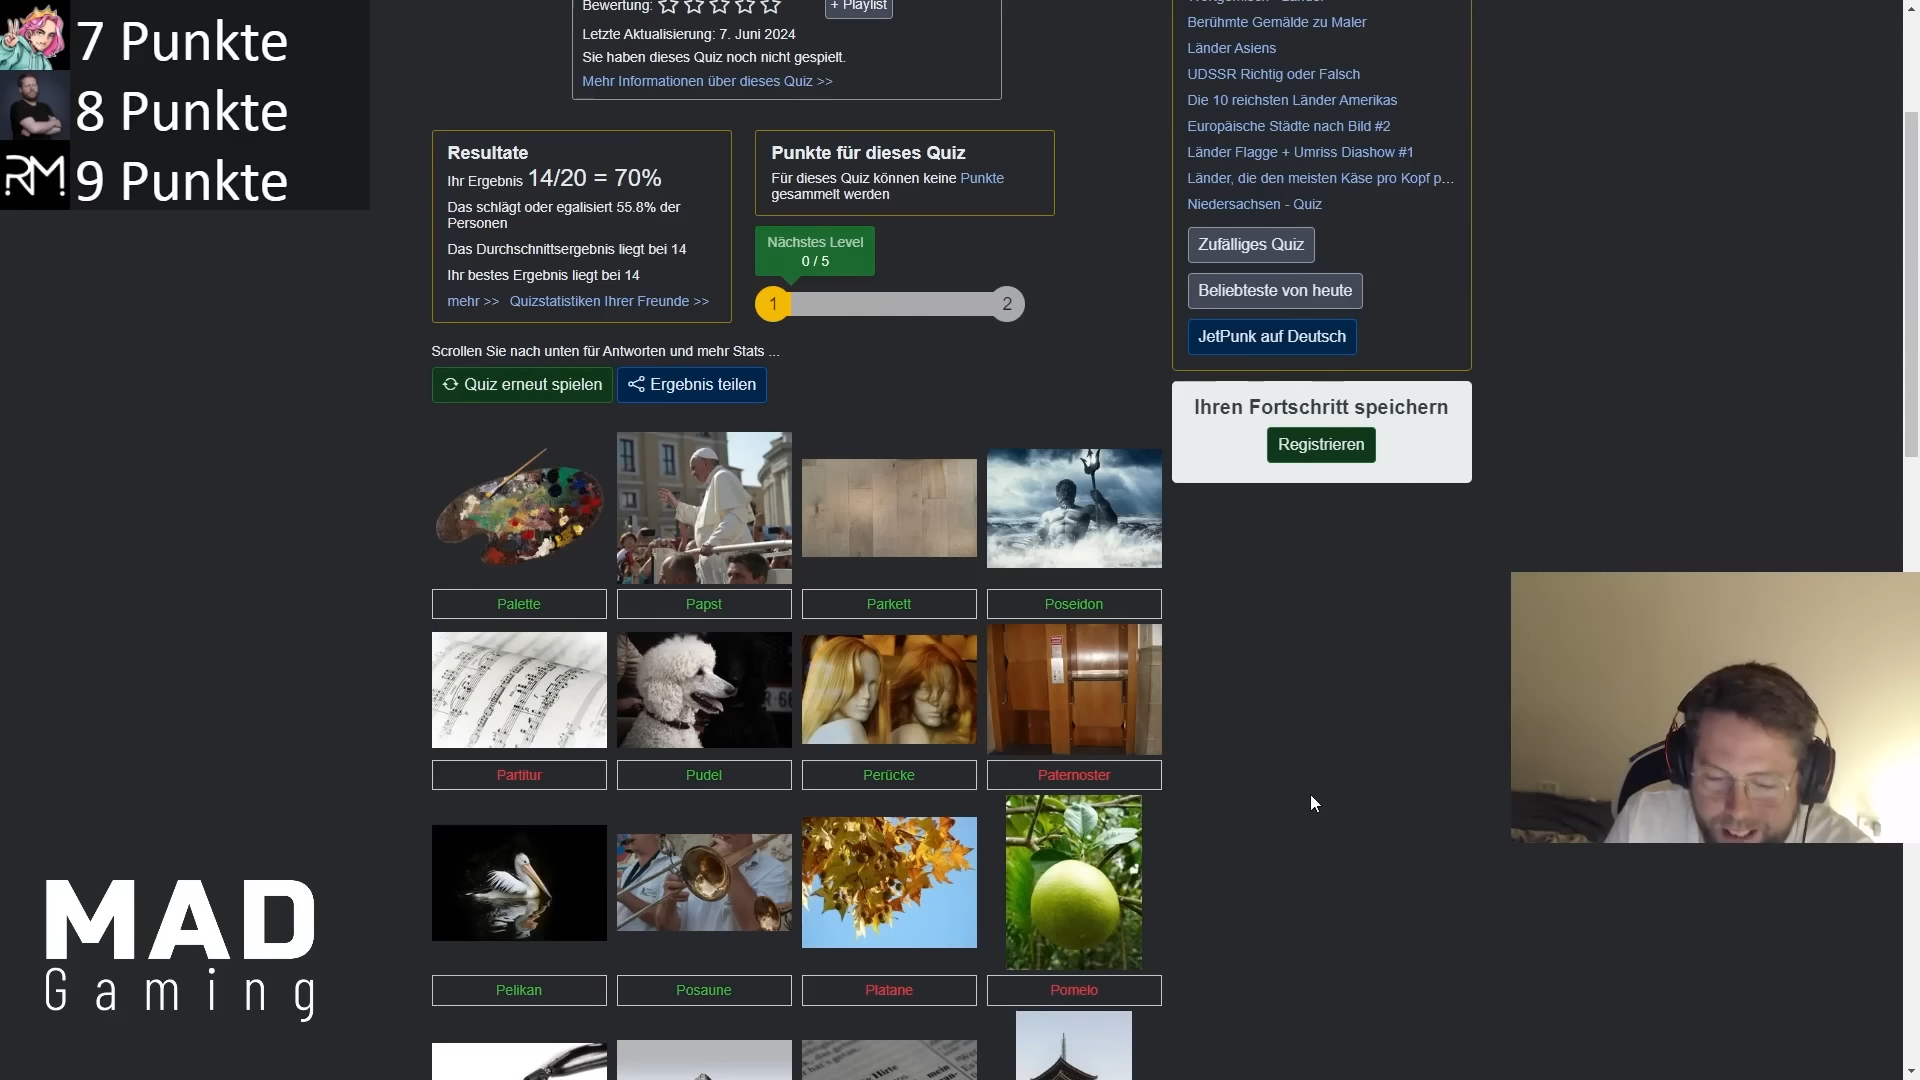 7 Punkte
8 Punkte
RM 9 Punkte
Bewertung:
+ Playlist
Letzte Aktualisierung: 7. Juni 2024
Sie haben dieses Quiz noch nicht gespielt.
Mehr Informationen über dieses Quiz >>
Berühmte Gemälde zu Maler
Länder Asiens
UDSSR Richtig oder Falsch
Die 10 reichsten Länder Amerikas
Europäische Städte nach Bild #2
Länder Flagge + Umriss Diashow #1
Länder, die den meisten Käse pro Kopf p...
Niedersachsen - Quiz
Zufälliges Quiz
Beliebteste von heute
JetPunk auf Deutsch
Resultate
Ihr Ergebnis 14/20 = 70%
Das schlägt oder egalisiert 55.8% der
Personen
Das Durchschnittsergebnis liegt bei 14
Ihr bestes Ergebnis liegt bei 14
mehr >> Quizstatistiken Ihrer Freunde >>
Punkte für dieses Quiz
Für dieses Quiz können keine Punkte
gesammelt werden
Nächstes Level
0 / 5
1 2
Scrollen Sie nach unten für Antworten und mehr Stats ...
Quiz erneut spielen
Ergebnis teilen
Ihren Fortschritt speichern
Registrieren
Palette
Papst
Parkett
Poseidon
Partitur
Pudel
Perücke
Paternoster
Pelikan
Posaune
Platane
Pomelo
MAD
Gaming